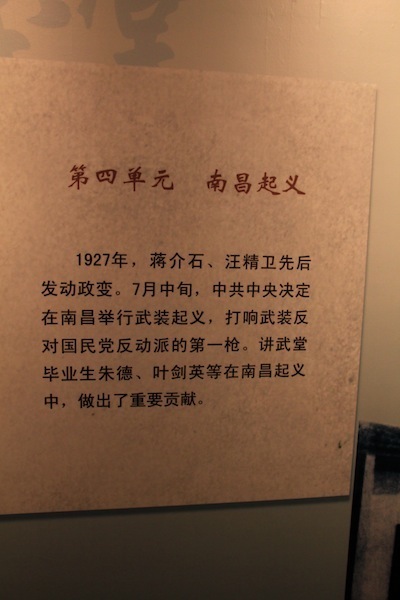 第四单元 南昌起义
1927年，蒋介石、汪精卫先后
发动政变。7月中旬，中共中央决定
在南昌举行武装起义，打响武装反
对国民党反动派的第一枪。讲武堂
毕业生朱德、叶剑英等在南昌起义
中，做出了重要贡献。